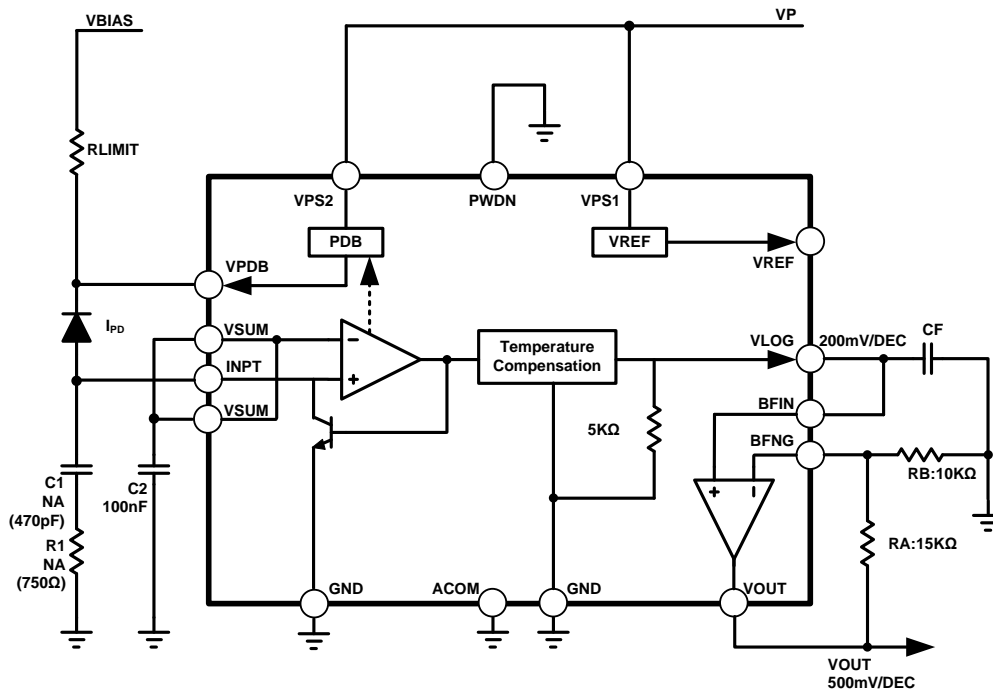 VBIAS
VP
RLIMIT
VPS2
PWDN
VPS1
PDB
VREF
VPDB
VREF
I_PD
VSUM
INPT
VSUM
Temperature
Compensation
VLOG
200mV/DEC
CF
5KΩ
BFIN
BFNG
RB:10KΩ
C1
NA
(470pF)
C2
100nF
R1
NA
(750Ω)
RA:15KΩ
GND
ACOM
GND
VOUT
VOUT
500mV/DEC